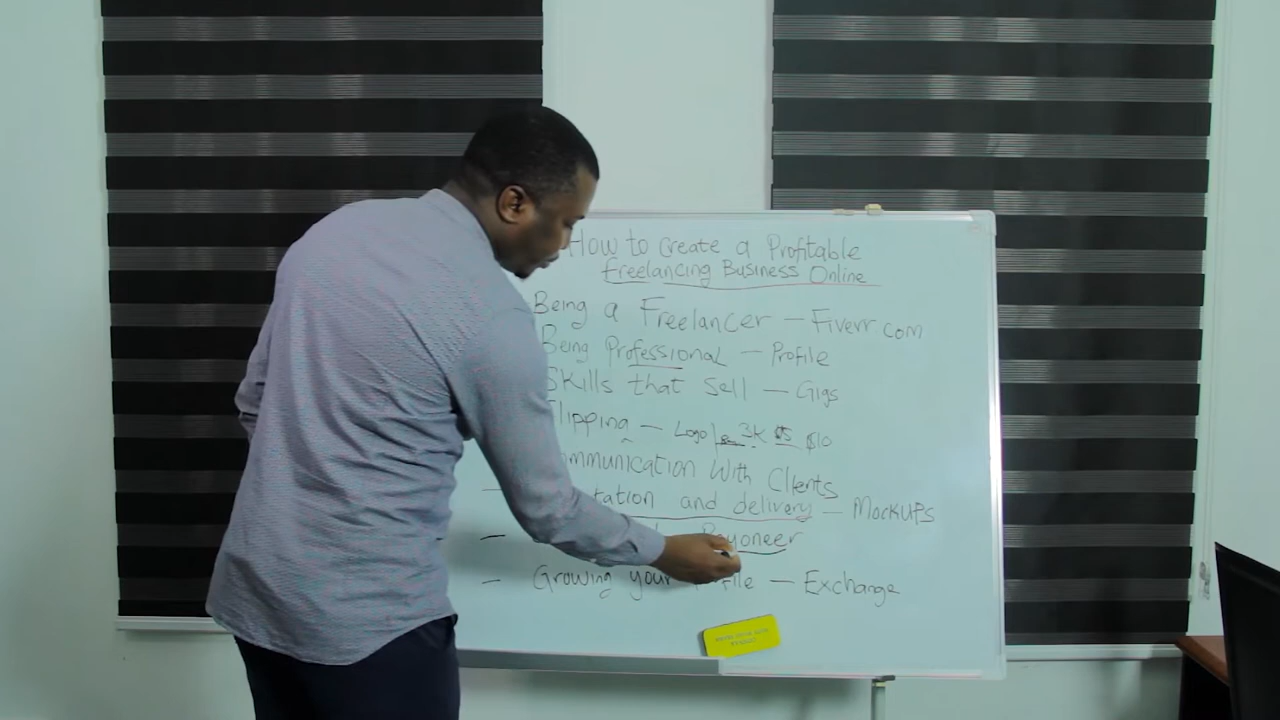 How to create a Profitable
Freelancing Business Online
Being a Freelancer — Fiverr.com
Being Professional — Profile
Skills that Sell — Gigs
Flipping — Logo 3K $5 $10
Communication With Clients
— tation and delivery — Mockups
— Payoneer
— Growing your — Exchange